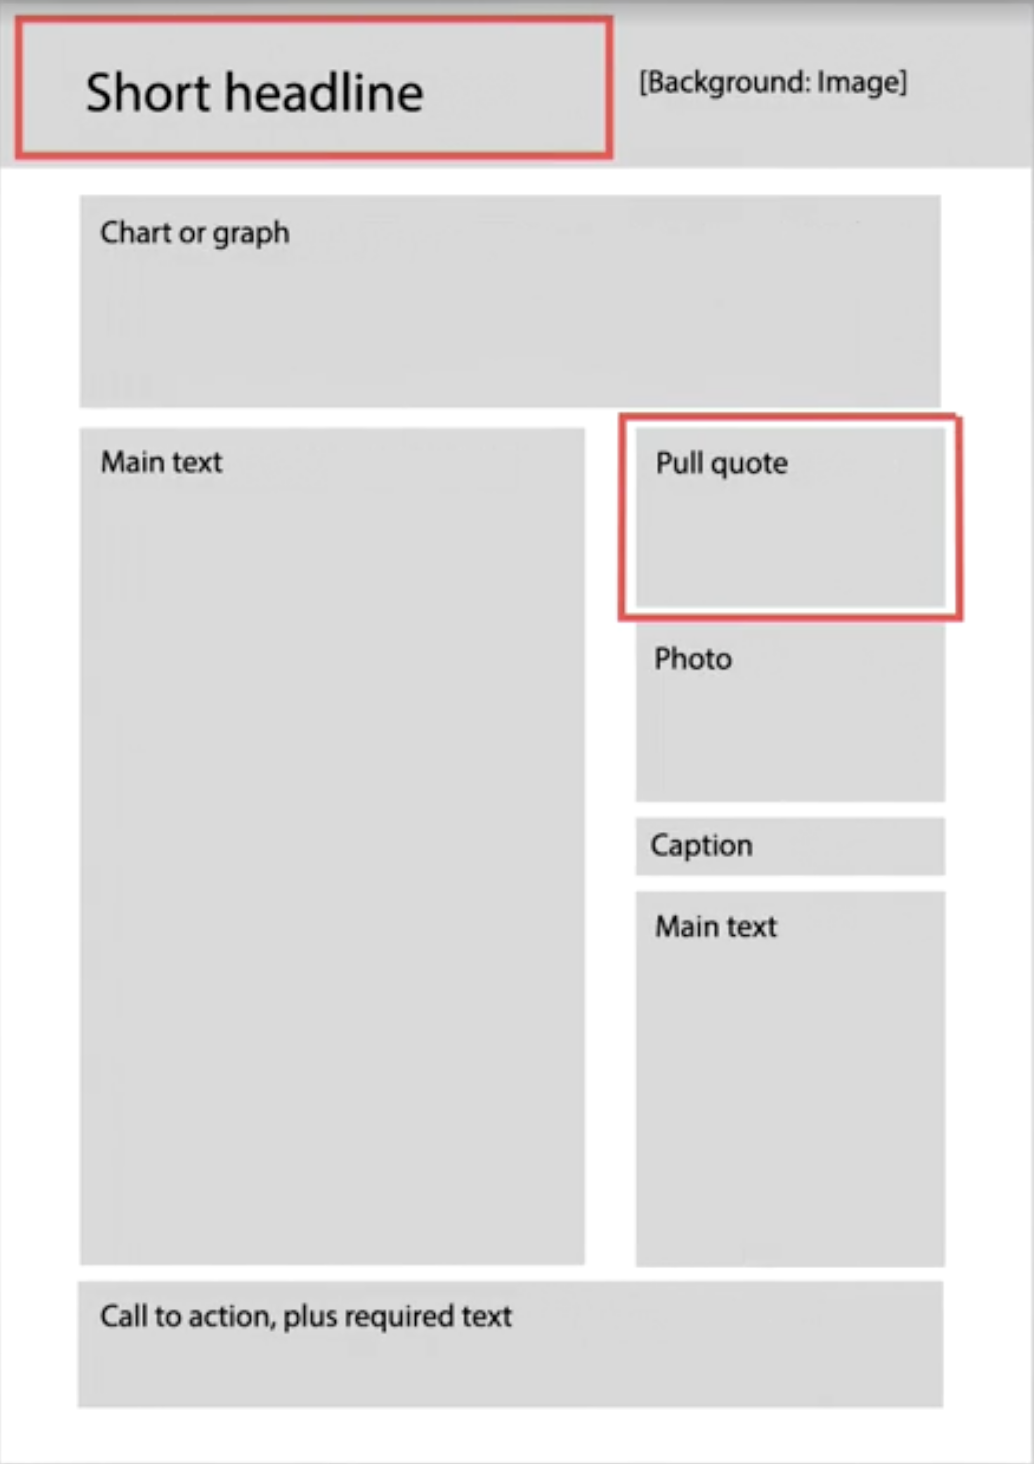 Short headline
[Background: Image]
Chart or graph
Main text
Pull quote
Photo
Caption
Main text
Call to action, plus required text